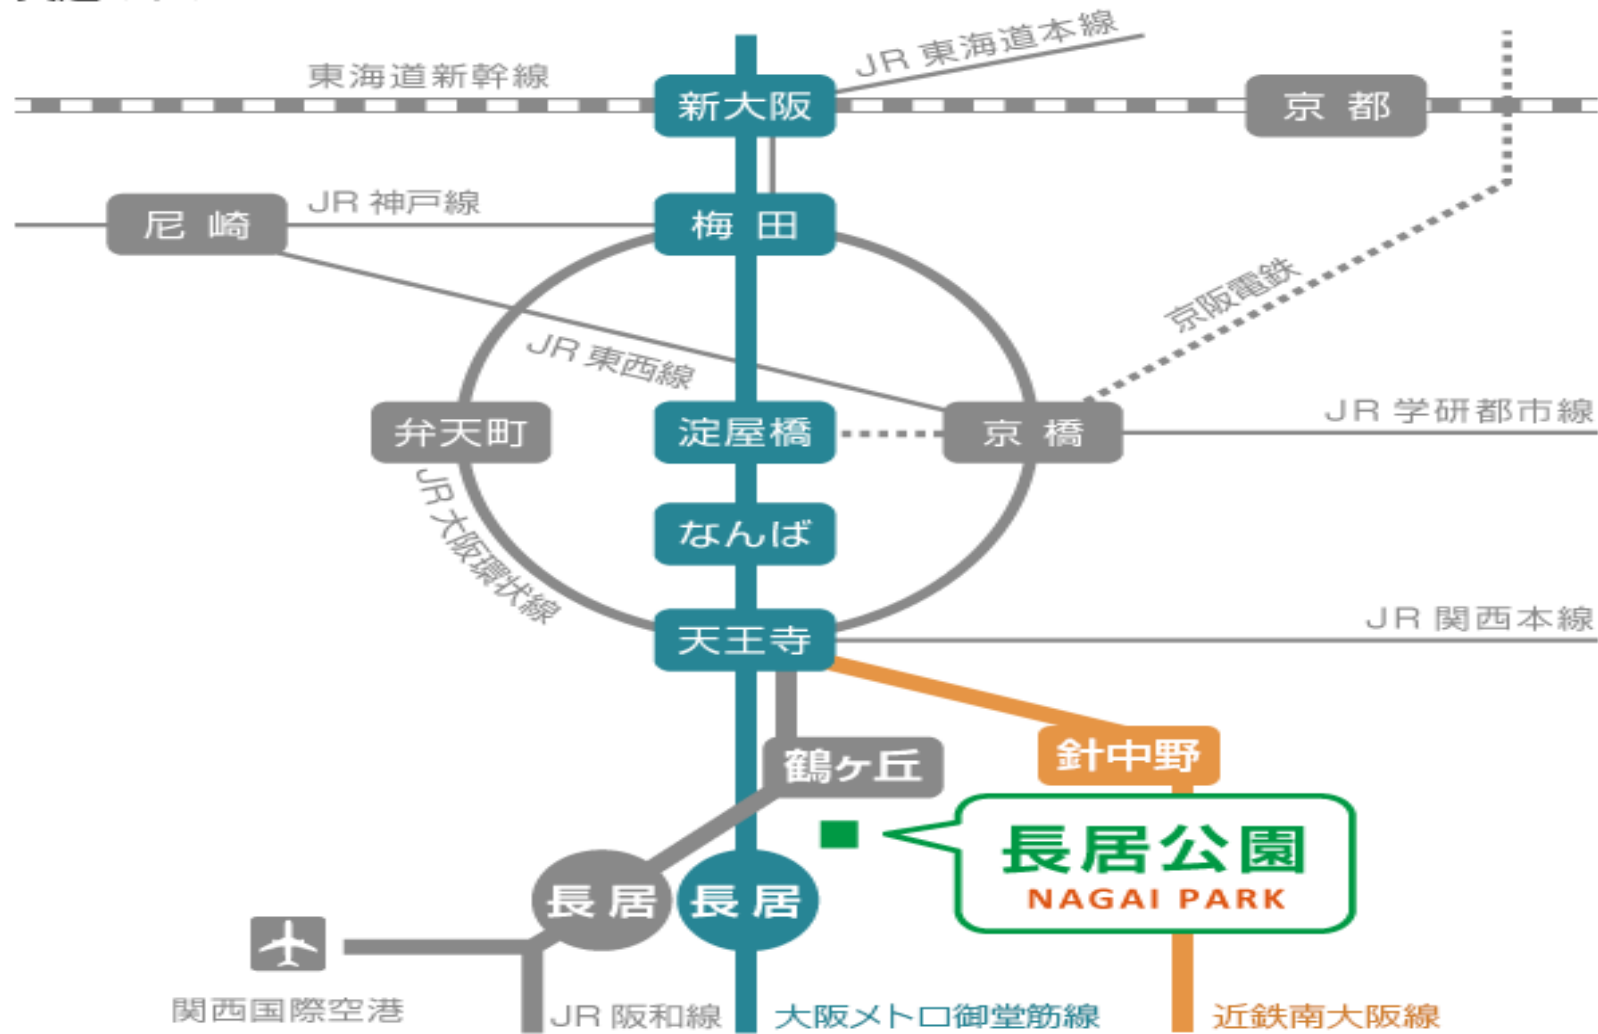 JR 東海道本線
東海道新幹線
新大阪
京都
尼崎
JR 神戸線
梅田
京阪電鉄
JR 東西線
弁天町
淀屋橋
京橋
JR 学研都市線
JR 大阪環状線
なんば
天王寺
JR 関西本線
鶴ヶ丘
針中野
長居公園
NAGAI PARK
長居
長居
関西国際空港
JR 阪和線
大阪メトロ御堂筋線
近鉄南大阪線